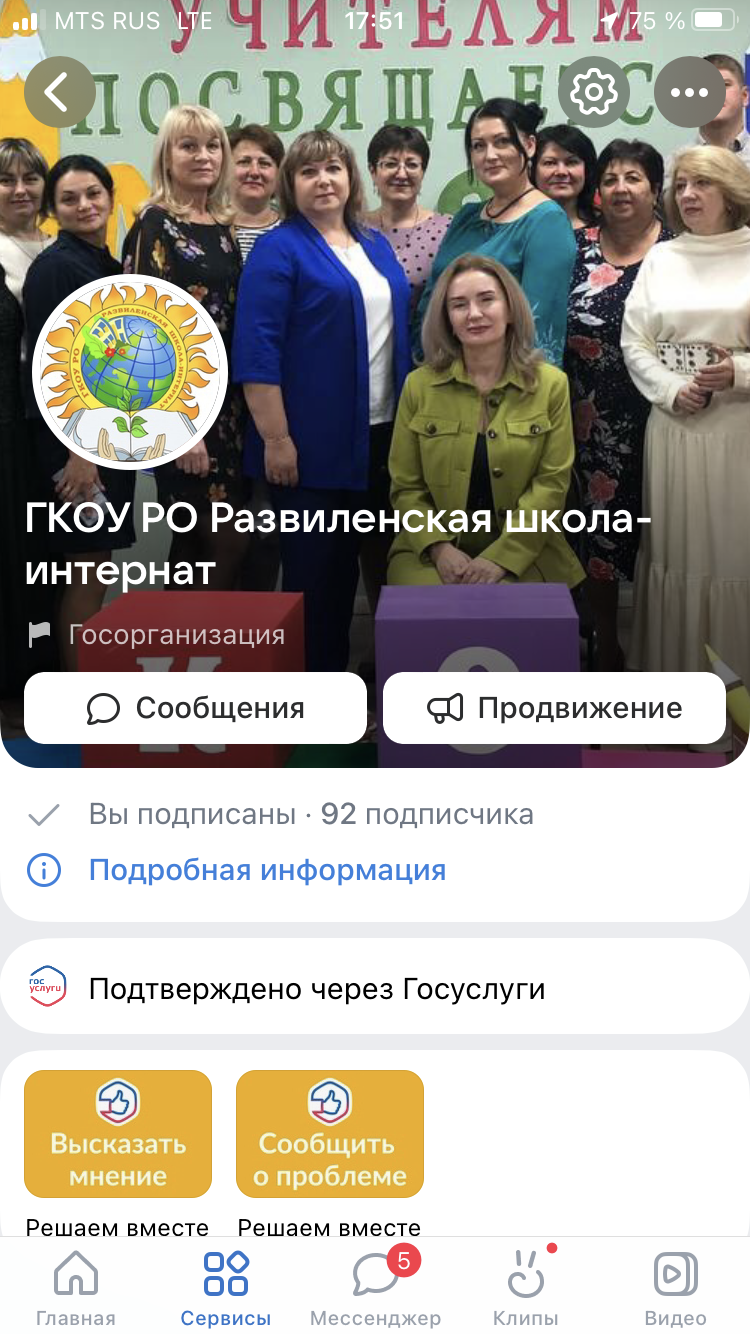 MTS RUS LTE 17:51 75 %
УЧИТЕЛЯМ
ПОСВЯЩАЕТС
ГКОУ РО РАЗВИЛЕНСКАЯ ШКОЛА ИНТЕРНАТ
ГКОУ РО Развиленская школа-
интернат
Госорганизация
Сообщения
Продвижение
Вы подписаны · 92 подписчика
Подробная информация
гос
услуги
Подтверждено через Госуслуги
Высказать
мнение
Сообщить
о проблеме
Решаем вместе
Решаем вместе
5
Главная
Сервисы
Мессенджер
Клипы
Видео